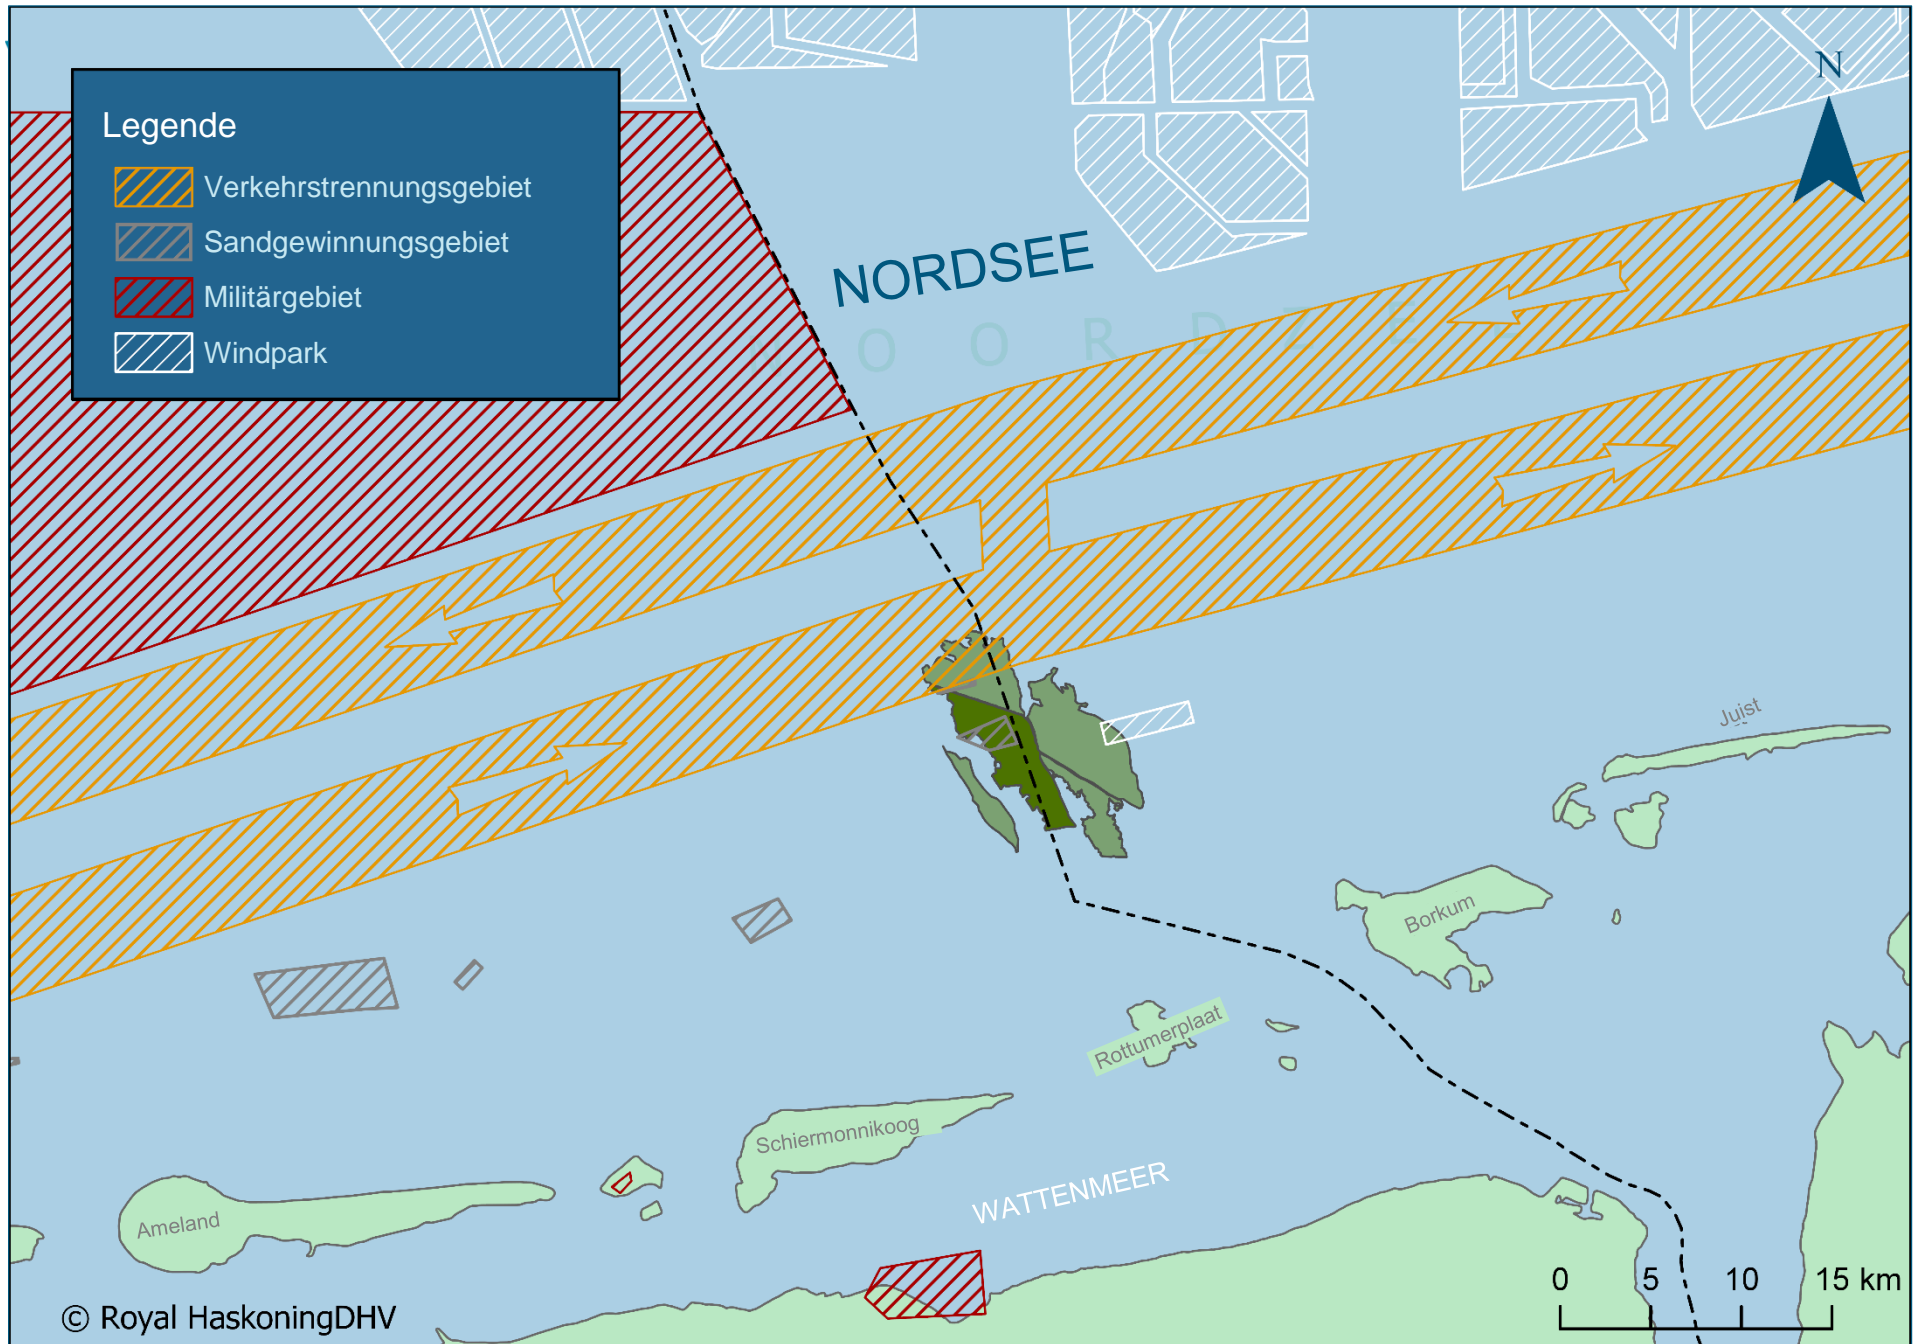 N
Legende
Verkehrstrennungsgebiet
Sandgewinnungsgebiet
Militärgebiet
Windpark
NORDSEE
N O O R D Z E E
Juist
Borkum
Rottumerplaat
Schiermonnikoog
WATTENMEER
Ameland
0 5 10 15 km
© Royal HaskoningDHV